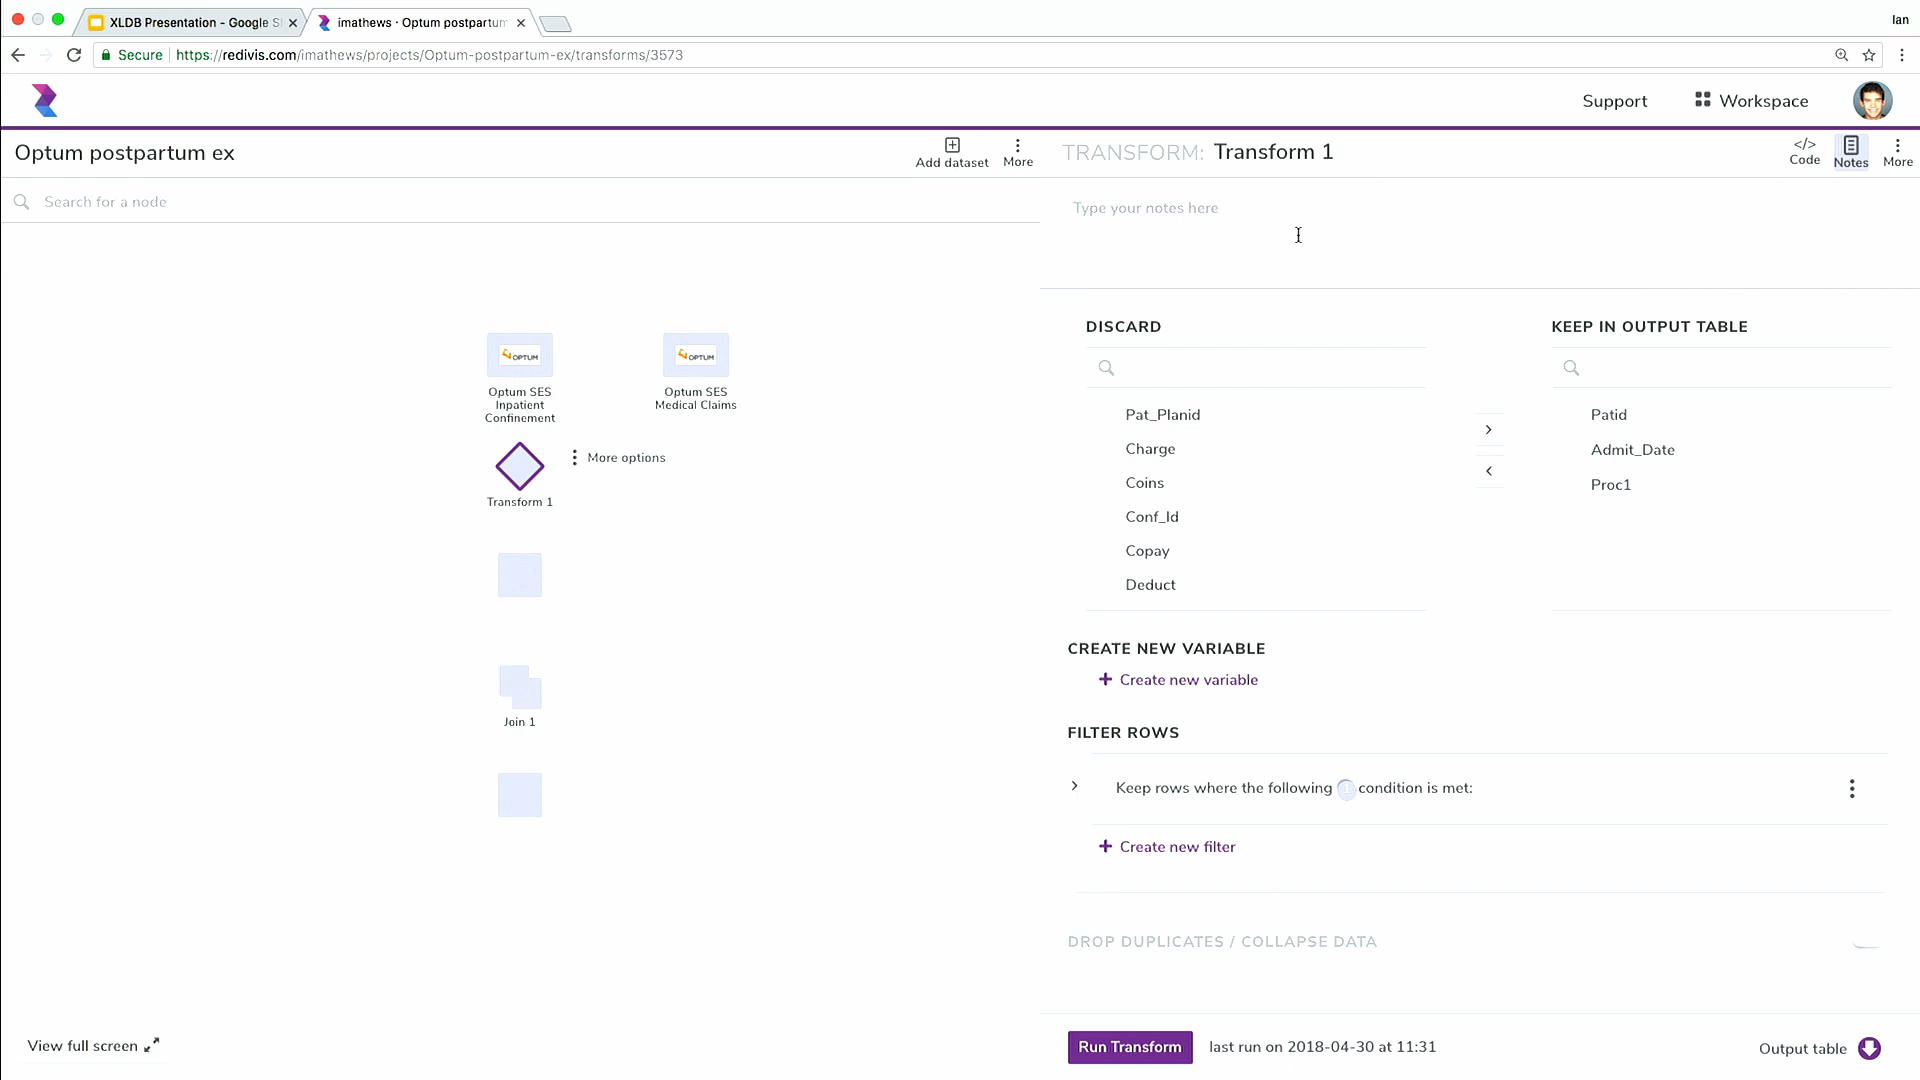 XLDB Presentation - Google S
imathews · Optum postpartum
Ian
Secure
https://redivis.com/imathews/projects/Optum-postpartum-ex/transforms/3573
Support
Workspace
Optum postpartum ex
Add dataset
More
TRANSFORM: Transform 1
</> Code
Notes
More
Search for a node
Type your notes here
OPTUM
Optum SES
Inpatient
Confinement
OPTUM
Optum SES
Medical Claims
More options
Transform 1
Join 1
View full screen
DISCARD
Pat_Planid
Charge
Coins
Conf_Id
Copay
Deduct
KEEP IN OUTPUT TABLE
Patid
Admit_Date
Proc1
CREATE NEW VARIABLE
+ Create new variable
FILTER ROWS
Keep rows where the following 1 condition is met:
+ Create new filter
DROP DUPLICATES / COLLAPSE DATA
Run Transform
last run on 2018-04-30 at 11:31
Output table